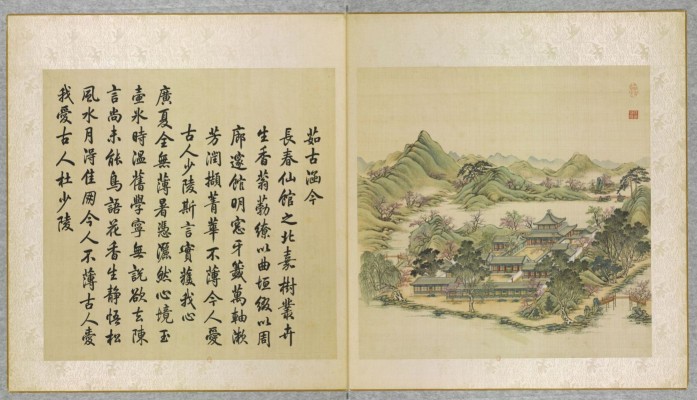 茹古涵今
長春仙館之北嘉樹叢卉
生香蓊葧繚以曲垣綴以周
廊邃館明窓牙籤萬軸漱
芳潤擷菁華不薄今人愛
古人少陵斯言實獲我心
廣夏全無薄暑憑灑然心境玉
壺冰時溫舊學寧無說欲去陳
言尚未能鳥語花香生靜悟松
風水月得佳朋今人不薄古人愛
我愛古人杜少陵